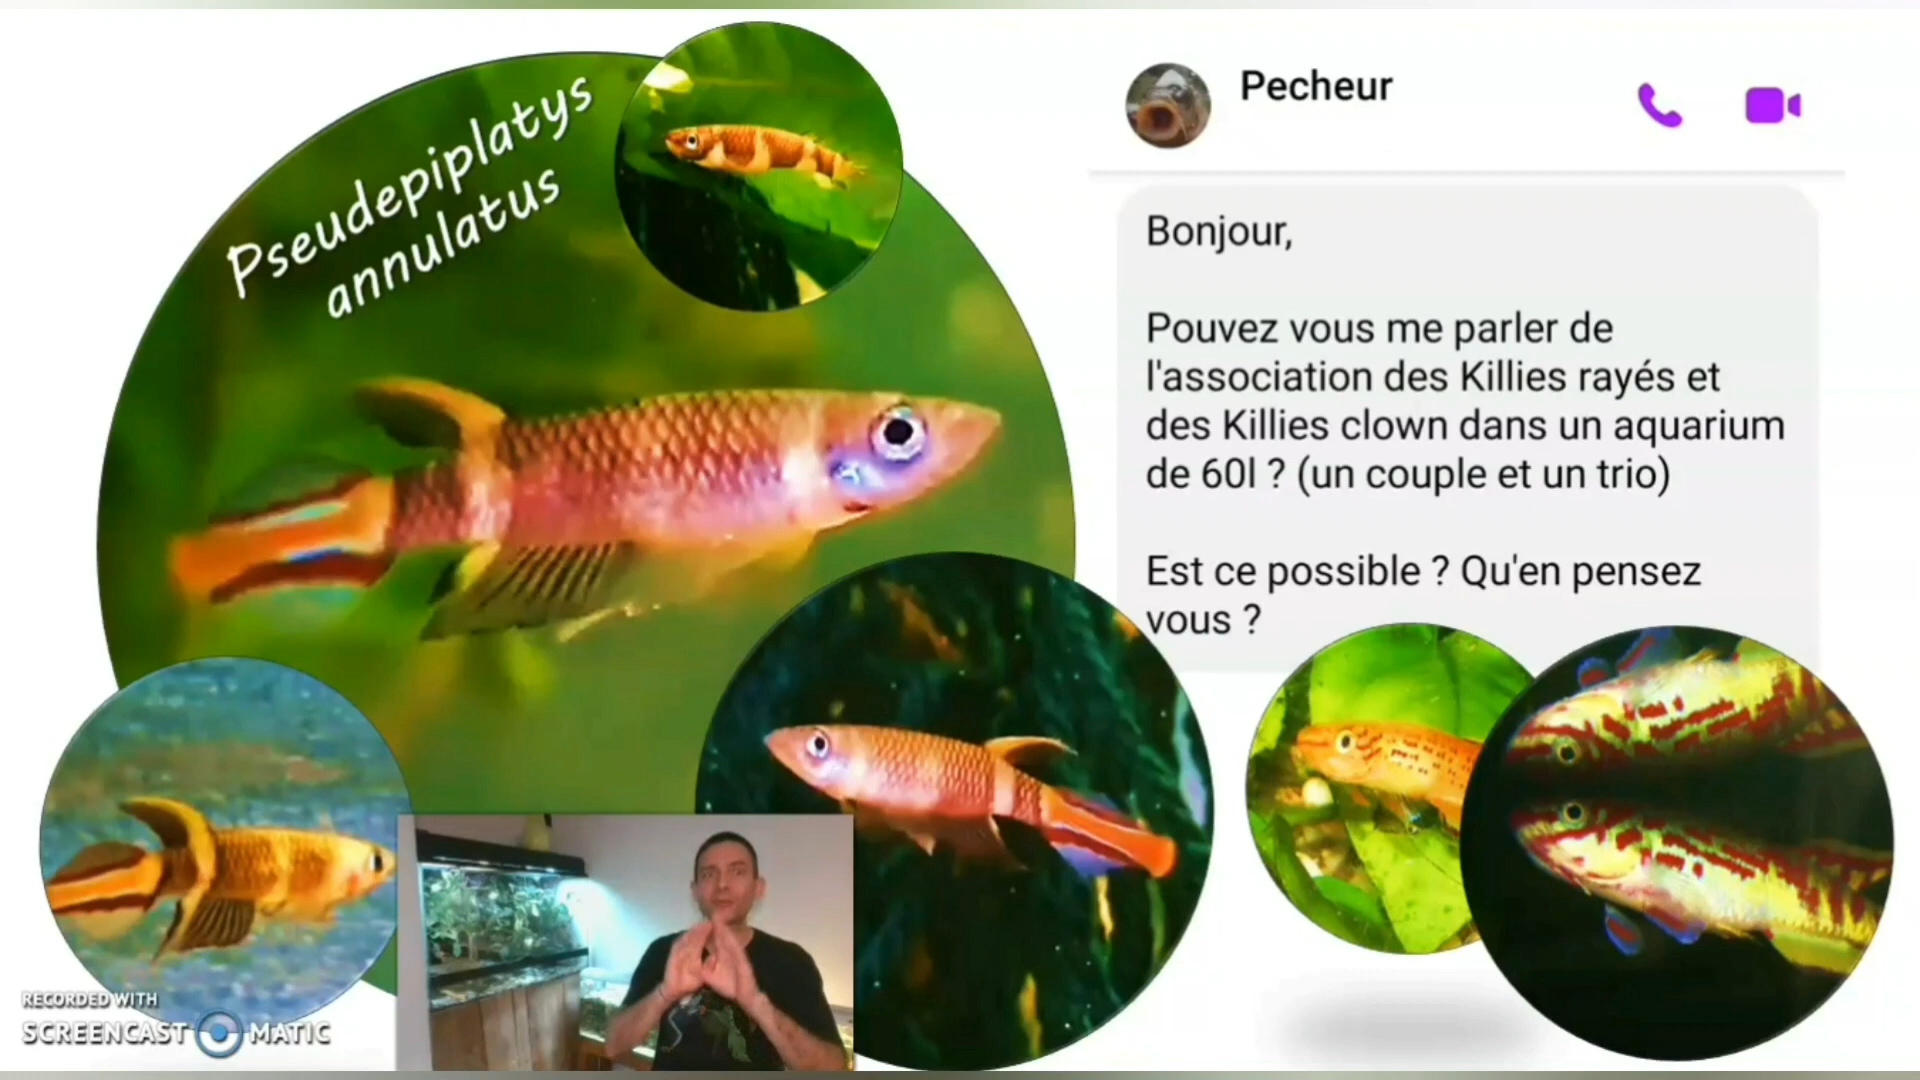 Pseudepiplatys
annulatus
Pecheur
Bonjour,
Pouvez vous me parler de
l'association des Killies rayés et
des Killies clown dans un aquarium
de 60l ? (un couple et un trio)
Est ce possible ? Qu'en pensez
vous ?
RECORDED WITH
SCREENCAST MATIC